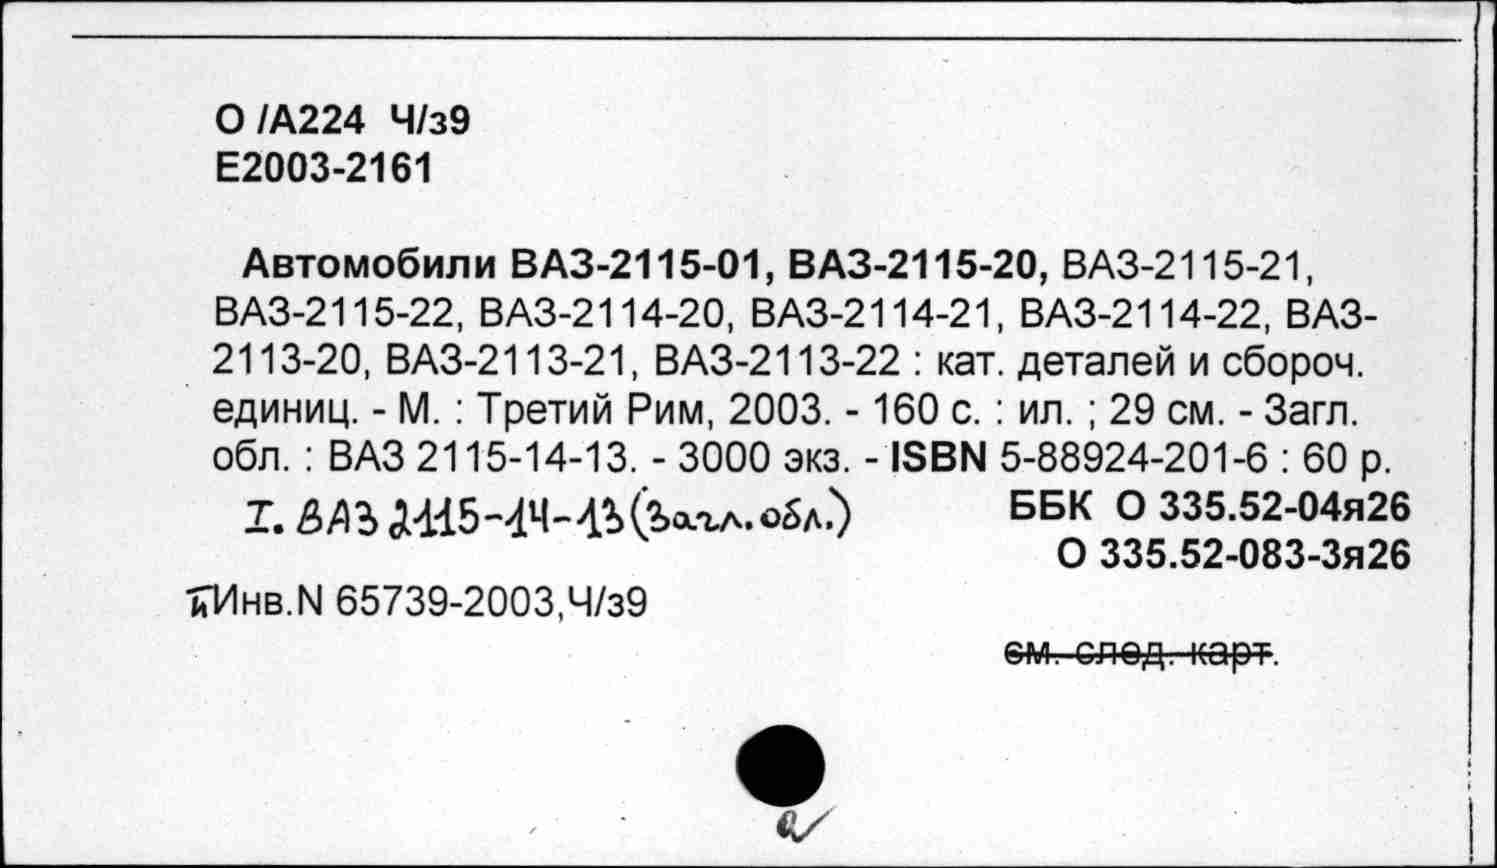 О /А224 Ч/з9
Е2003-2161
Автомобили ВАЗ-2115-01, ВАЗ-2115-20, ВАЗ-2115-21,
ВАЗ-2115-22, ВАЗ-2114-20, ВАЗ-2114-21, ВАЗ-2114-22, ВАЗ-
2113-20, ВАЗ-2113-21, ВАЗ-2113-22 : кат. деталей и сбороч.
единиц. - М. : Третий Рим, 2003. - 160 с. : ил. ; 29 см. - Загл.
обл. : ВАЗ 2115-14-13. - 3000 экз. - ISBN 5-88924-201-6 : 60 р.
I. ВАЗ 2115-14-13 (Загл. обл.)
ББК О 335.52-04я26
О 335.52-083-3я26
Инв.N 65739-2003,Ч/з9
см. след. карт.